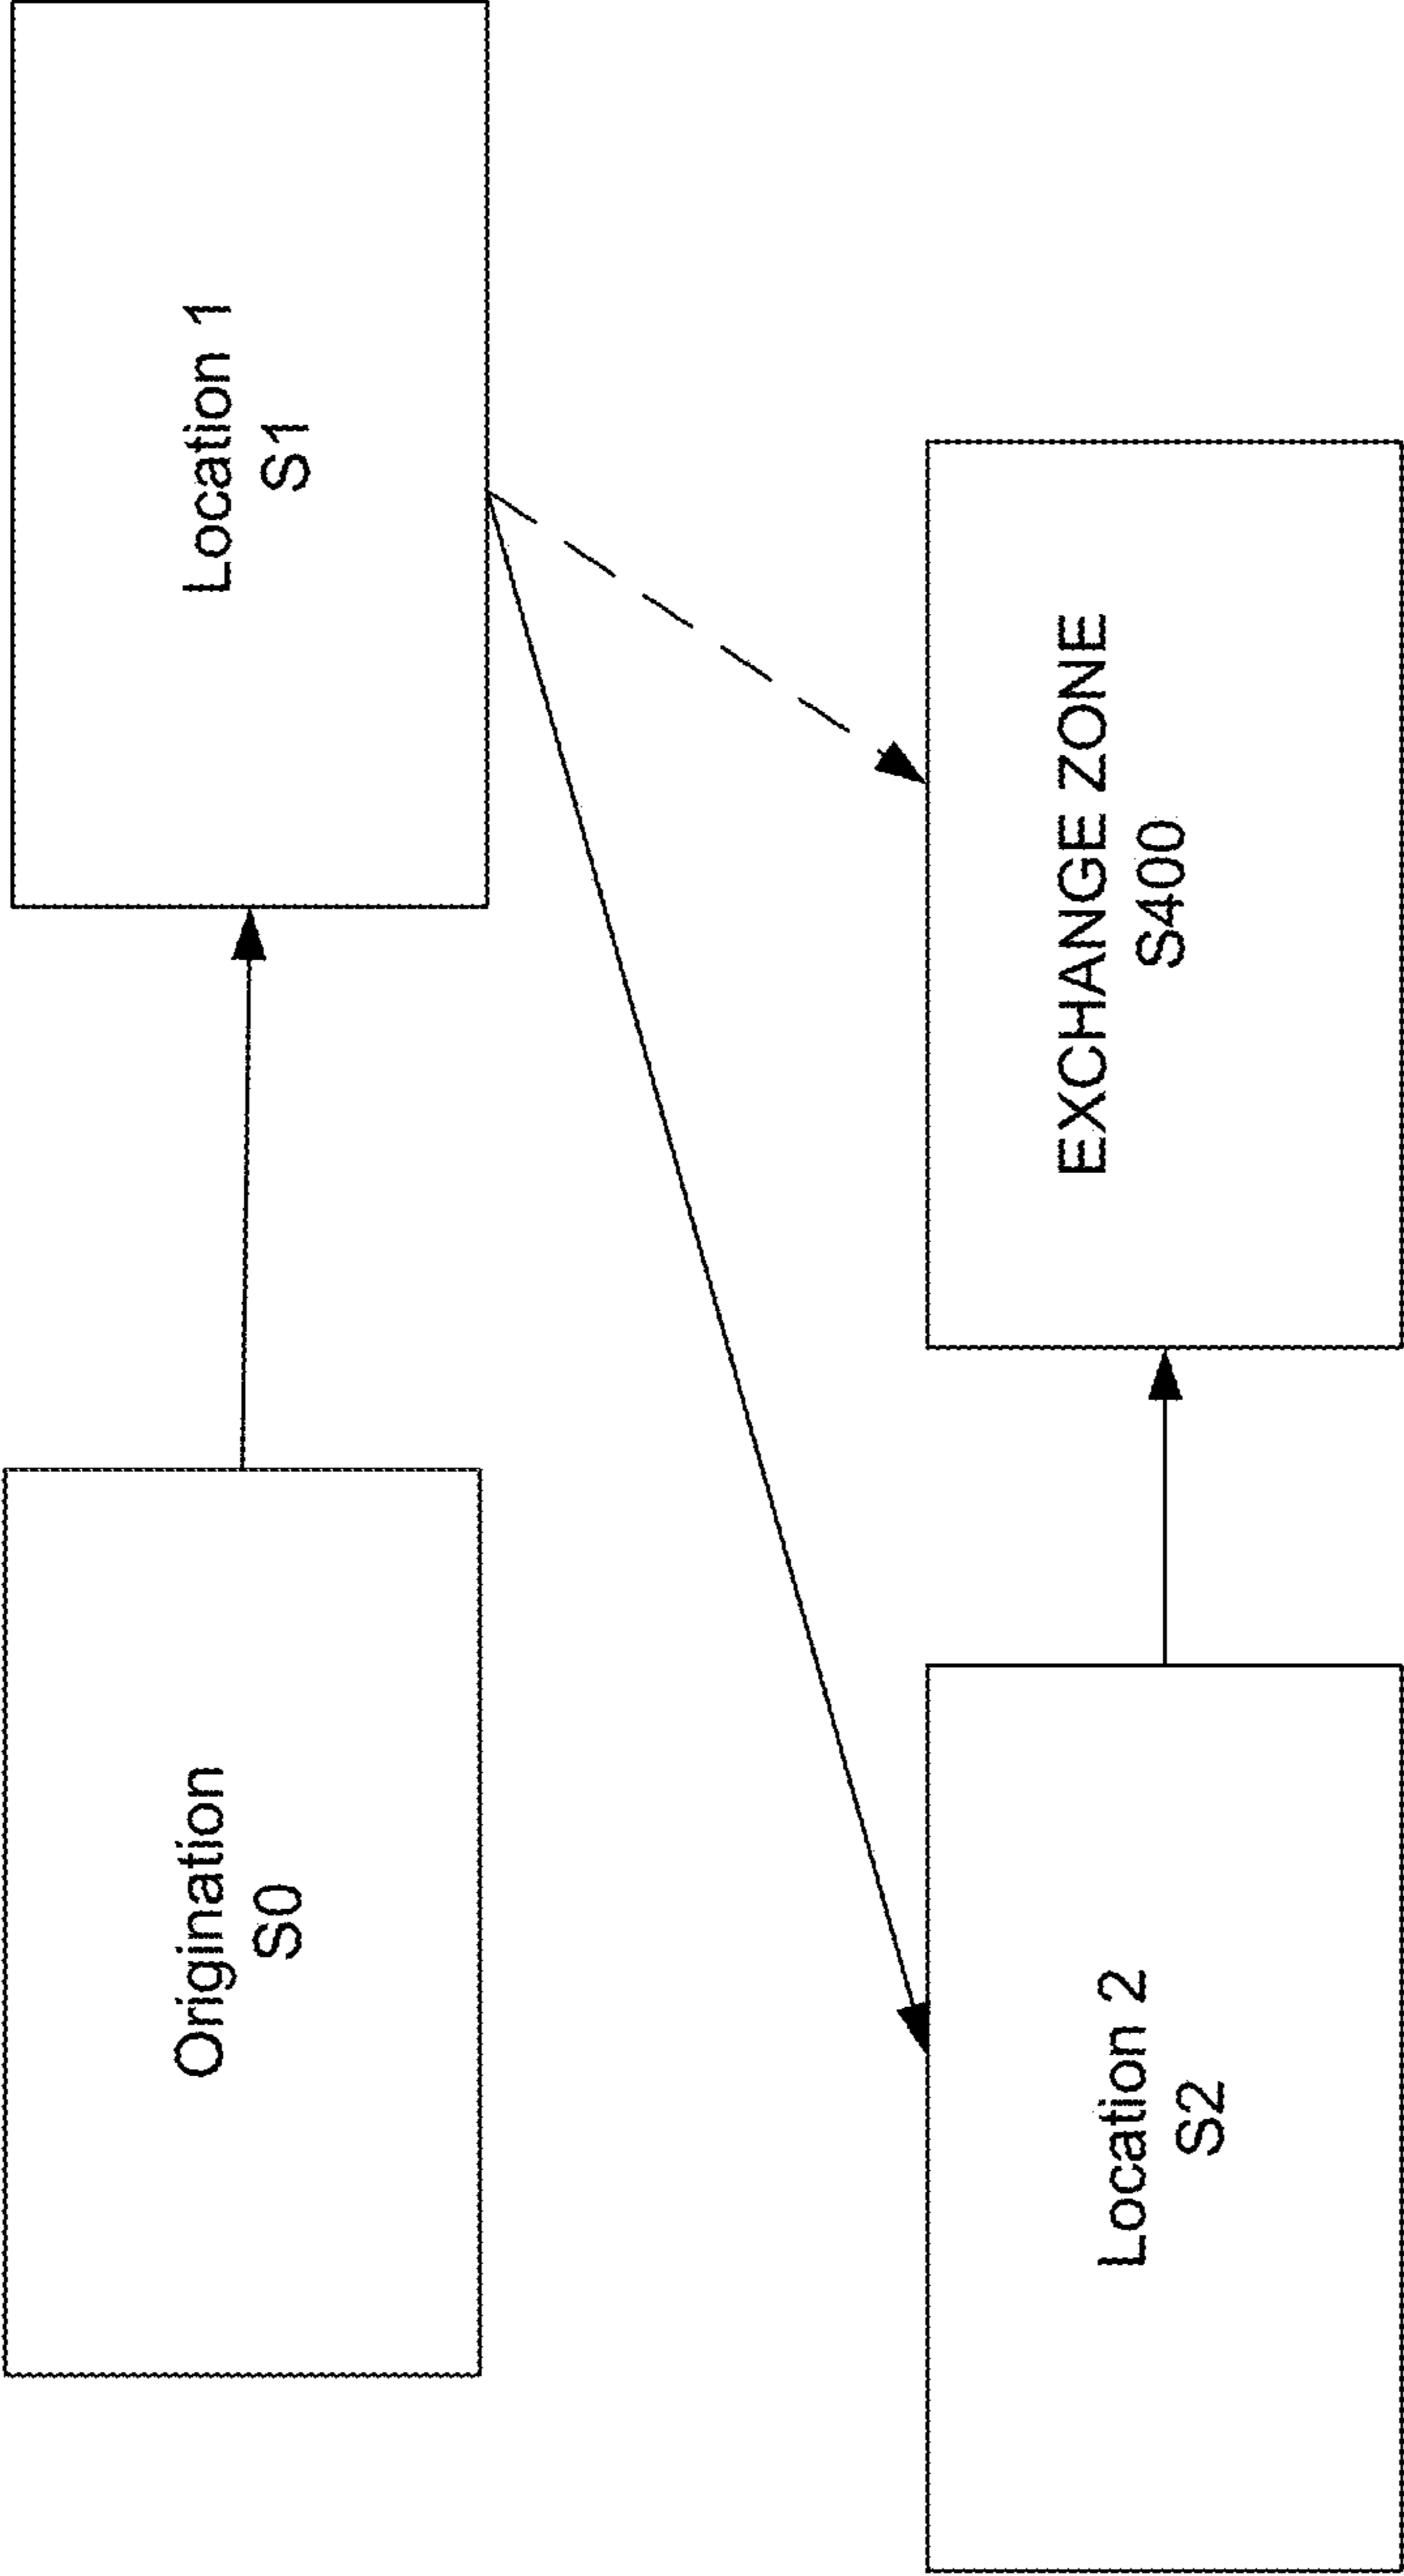 Origination
S0
Location 1
S1
Location 2
S2
EXCHANGE ZONE
S400